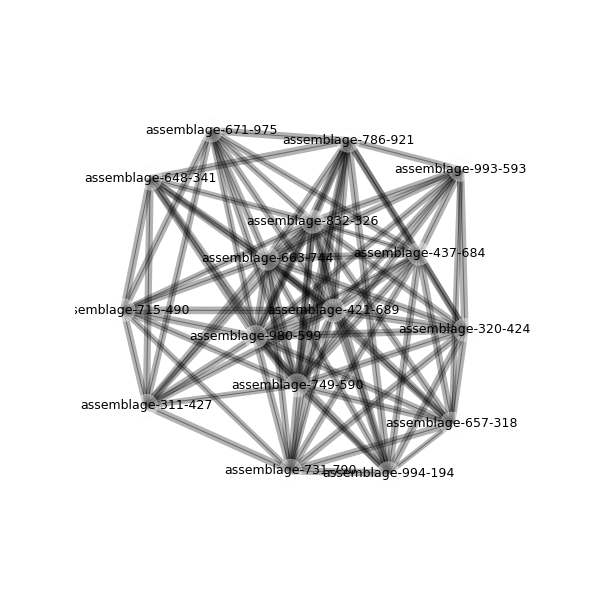 assemblage-671-975
assemblage-786-921
assemblage-993-593
assemblage-648-341
assemblage-832-326
assemblage-437-684
assemblage-663-744
semblage-715-490
assemblage-421-689
assemblage-320-424
assemblage-980-599
assemblage-749-590
assemblage-311-427
assemblage-657-318
assemblage-731-790
assemblage-994-194